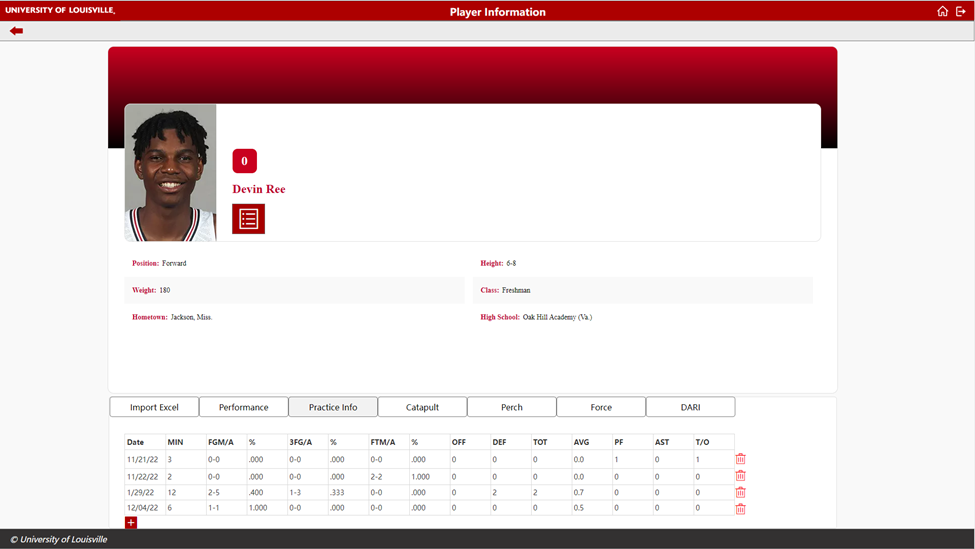 UNIVERSITY OF LOUISVILLE.
Player Information
0
Devin Ree
Position: Forward Height: 6-8
Weight: 180 Class: Freshman
Hometown: Jackson, Miss. High School: Oak Hill Academy (Va.)
Import Excel Performance Practice Info Catapult Perch Force DARI
Date MIN FGM/A % 3FG/A % FTM/A % OFF DEF TOT AVG PF AST T/O
11/21/22 3 0-0 .000 0-0 .000 0-0 .000 0 0 0 0.0 1 0 1
11/22/22 2 0-0 .000 0-0 .000 2-2 1.000 0 0 0 0.0 0 0 0
1/29/22 12 2-5 .400 1-3 .333 0-0 .000 0 2 2 0.7 0 0 0
12/04/22 6 1-1 1.000 0-0 .000 0-0 .000 0 0 0 0.5 0 0 0
+
© University of Louisville